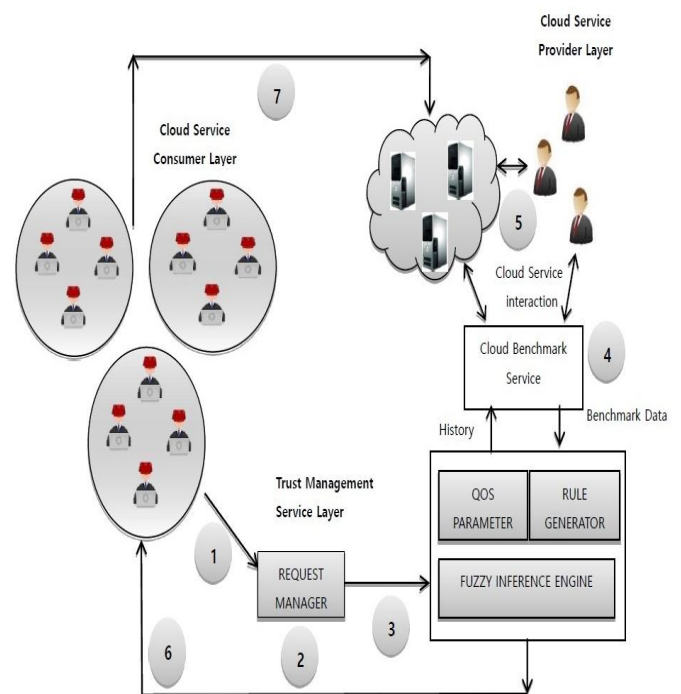 Cloud Service
Provider Layer
7
Cloud Service
Consumer Layer
5
Cloud Service
interaction
Cloud Benchmark
Service
4
History
Benchmark Data
Trust Management
Service Layer
QOS
PARAMETER
RULE
GENERATOR
1
REQUEST
MANAGER
FUZZY INFERENCE ENGINE
3
6
2